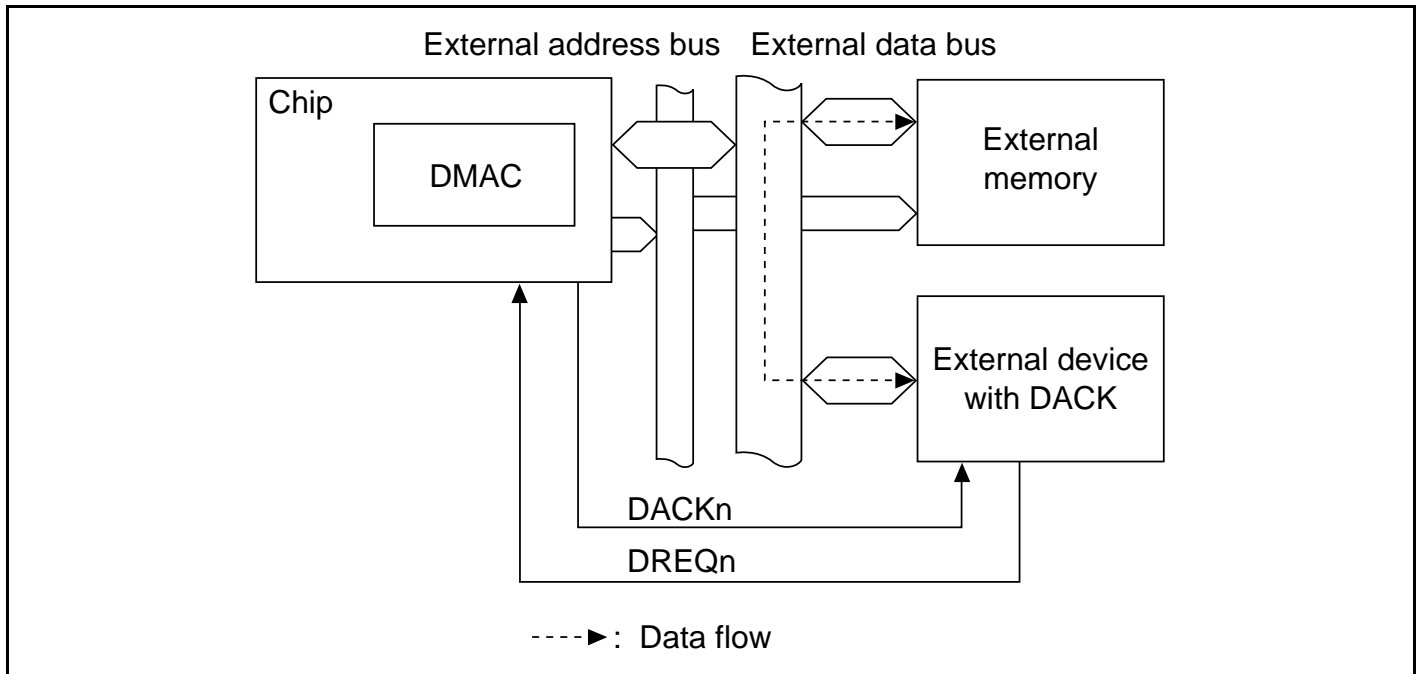 External address bus
External data bus
Chip
DMAC
External
memory
External device
with DACK
DACKn
DREQn
: Data flow